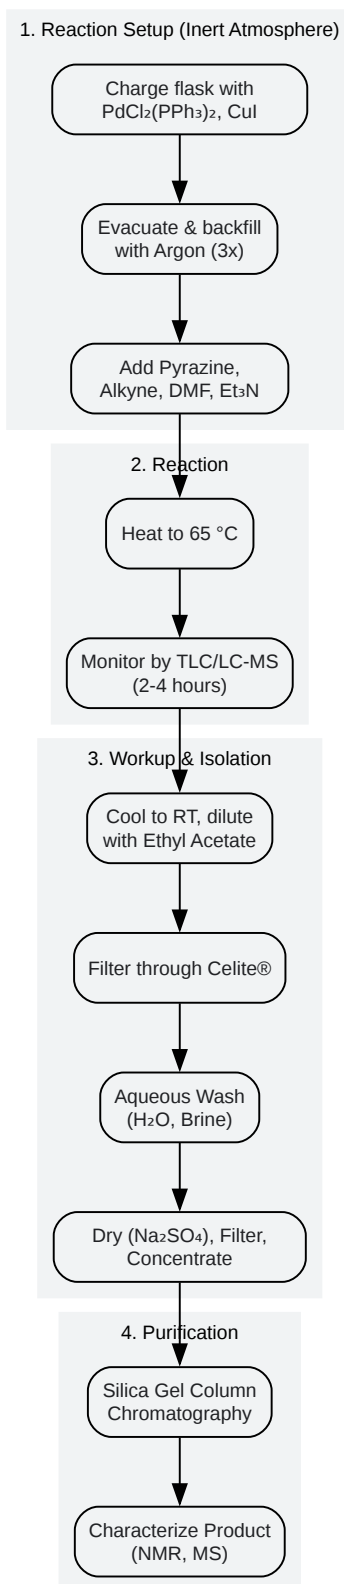 1. Reaction Setup (Inert Atmosphere)
Charge flask with
PdCl₂(PPh₃)₂, CuI
Evacuate & backfill
with Argon (3x)
Add Pyrazine,
Alkyne, DMF, Et₃N
2. Reaction
Heat to 65 °C
Monitor by TLC/LC-MS
(2-4 hours)
3. Workup & Isolation
Cool to RT, dilute
with Ethyl Acetate
Filter through Celite®
Aqueous Wash
(H₂O, Brine)
Dry (Na₂SO₄), Filter,
Concentrate
4. Purification
Silica Gel Column
Chromatography
Characterize Product
(NMR, MS)